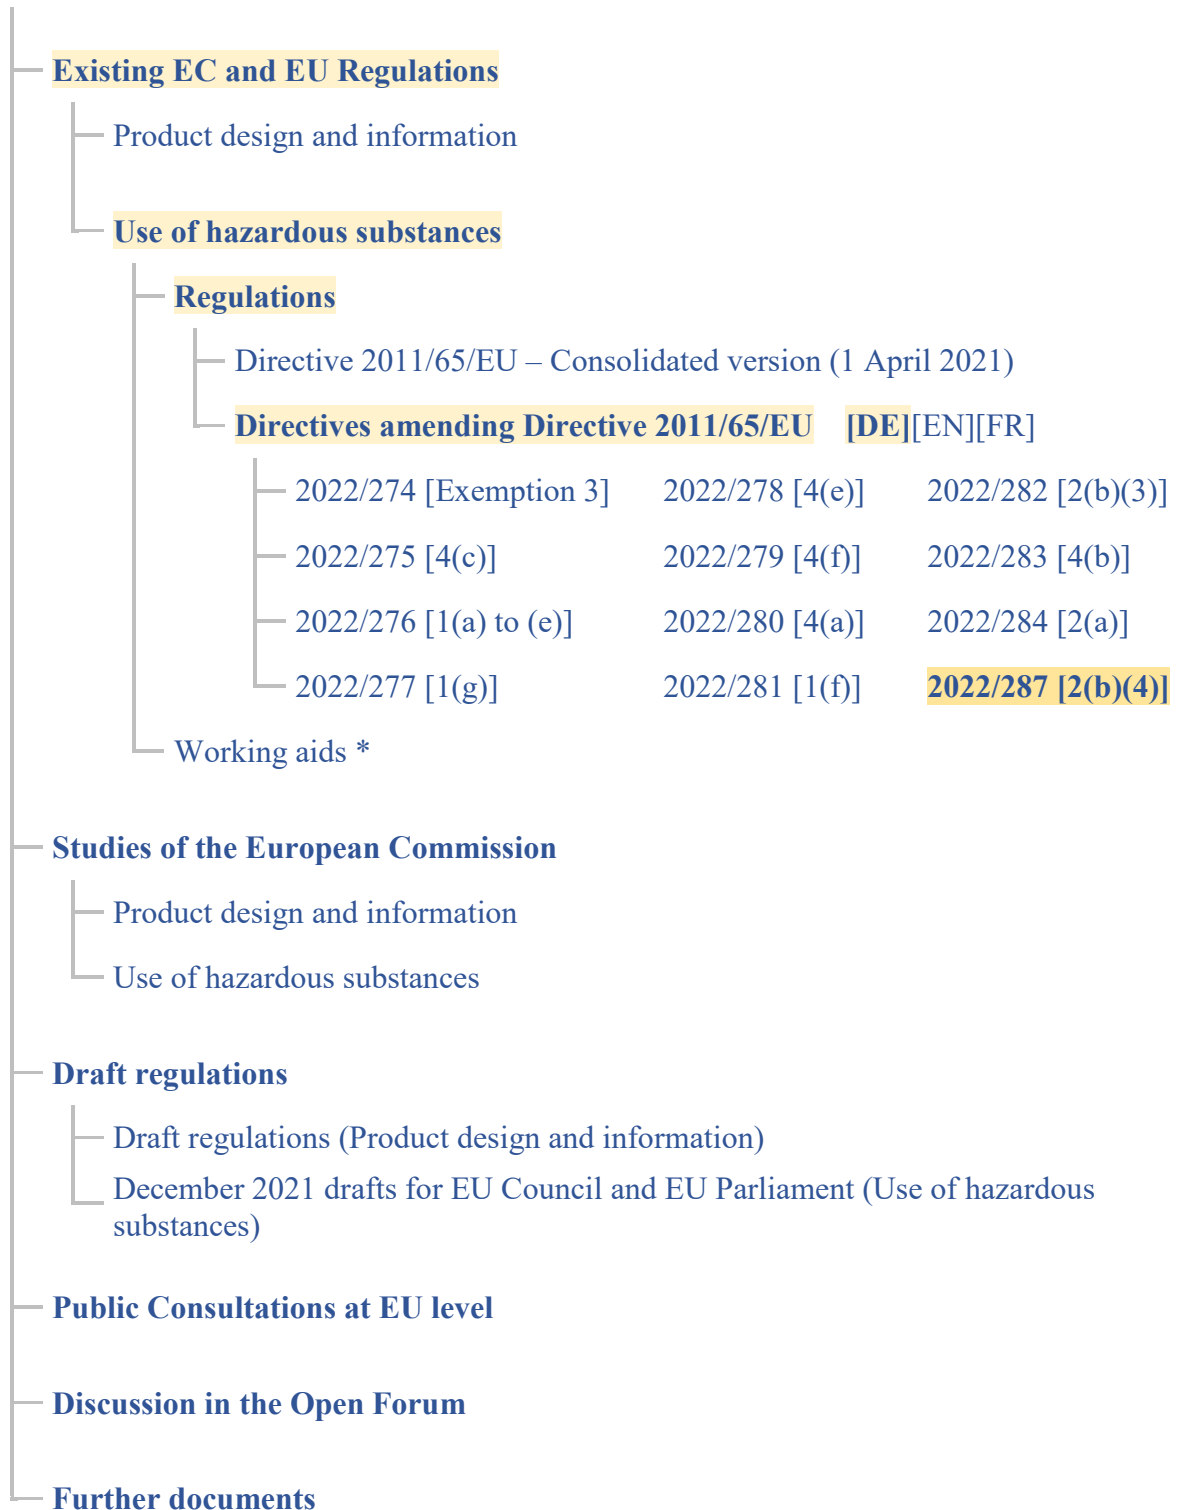 Existing EC and EU Regulations
Product design and information
Use of hazardous substances
Regulations
Directive 2011/65/EU – Consolidated version (1 April 2021)
Directives amending Directive 2011/65/EU [DE][EN][FR]
2022/274 [Exemption 3] 2022/278 [4(e)] 2022/282 [2(b)(3)]
2022/275 [4(c)] 2022/279 [4(f)] 2022/283 [4(b)]
2022/276 [1(a) to (e)] 2022/280 [4(a)] 2022/284 [2(a)]
2022/277 [1(g)] 2022/281 [1(f)] 2022/287 [2(b)(4)]
Working aids *
Studies of the European Commission
Product design and information
Use of hazardous substances
Draft regulations
Draft regulations (Product design and information)
December 2021 drafts for EU Council and EU Parliament (Use of hazardous
substances)
Public Consultations at EU level
Discussion in the Open Forum
Further documents